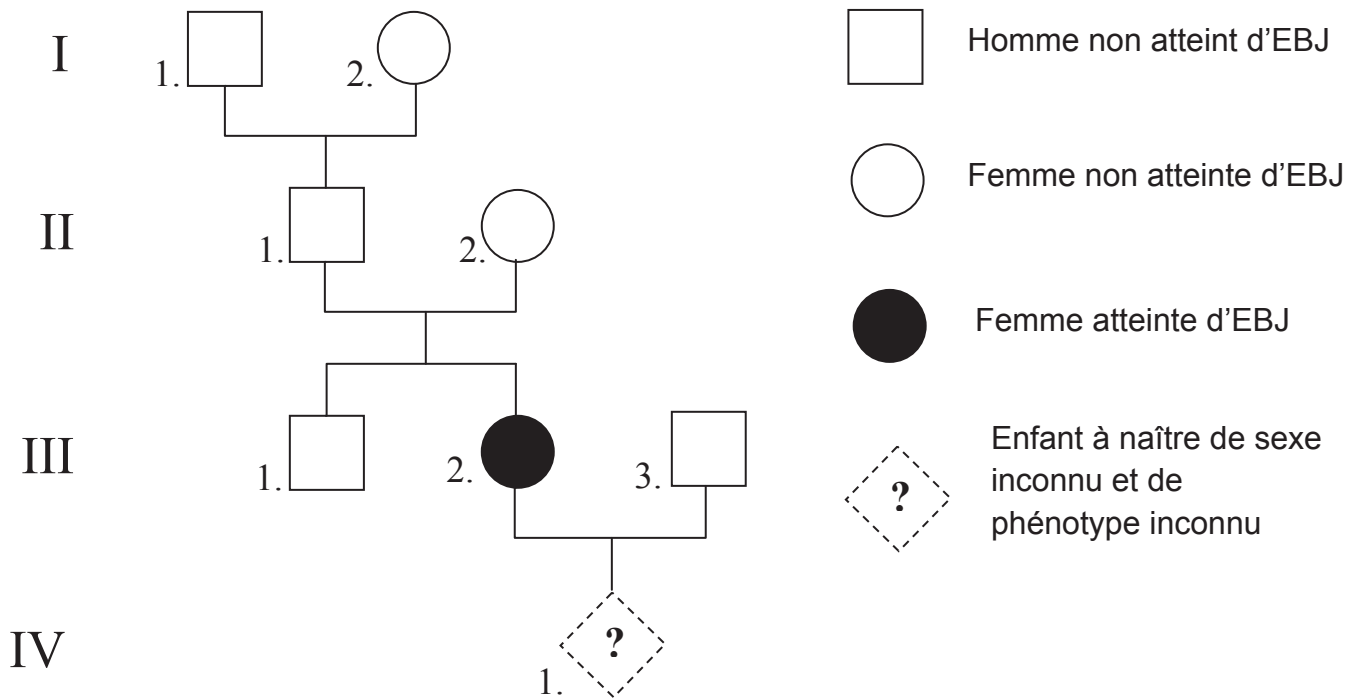 I
1.
2.
Homme non atteint d'EBJ
Femme non atteinte d'EBJ
II
1.
2.
Femme atteinte d'EBJ
III
1.
2.
3.
?
Enfant à naître de sexe
inconnu et de
phénotype inconnu
IV
1.
?